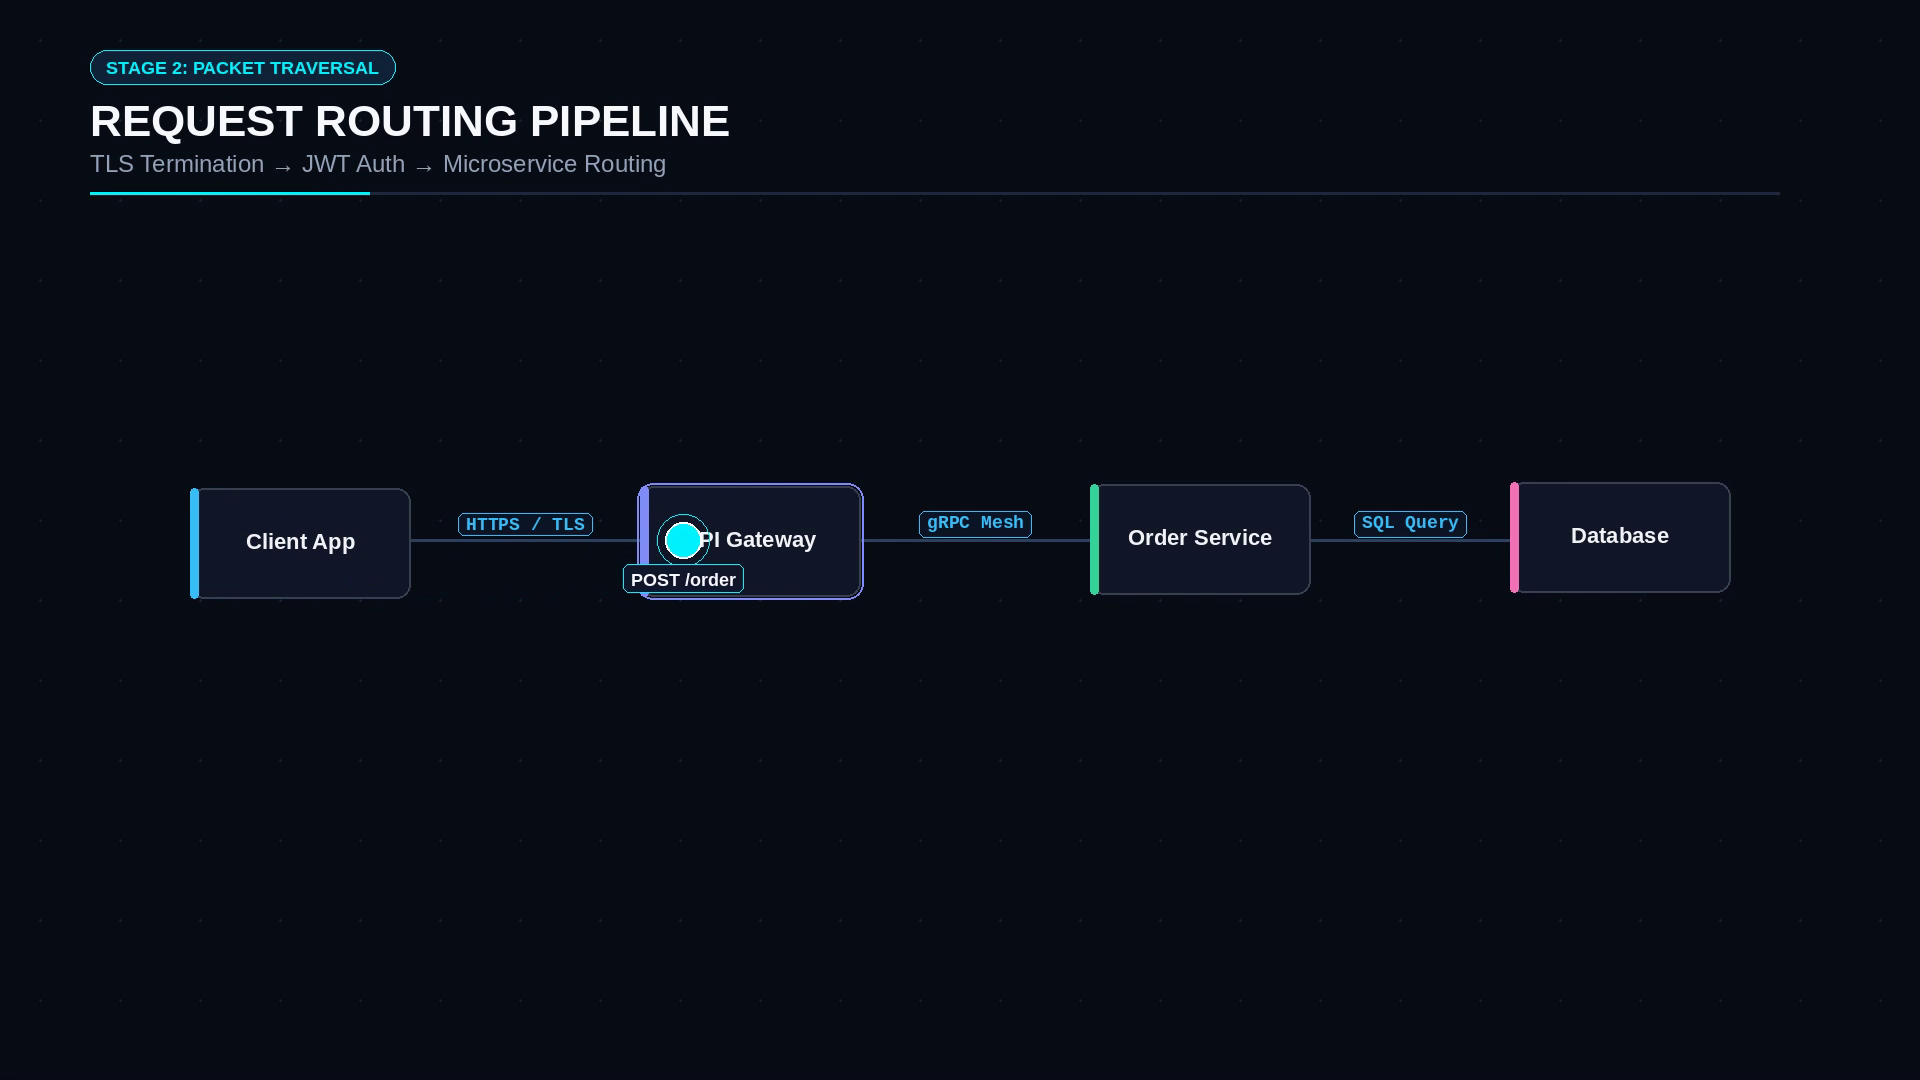 STAGE 2: PACKET TRAVERSAL
REQUEST ROUTING PIPELINE
TLS Termination → JWT Auth → Microservice Routing
Client App
HTTPS / TLS
PI Gateway
POST /order
gRPC Mesh
Order Service
SQL Query
Database